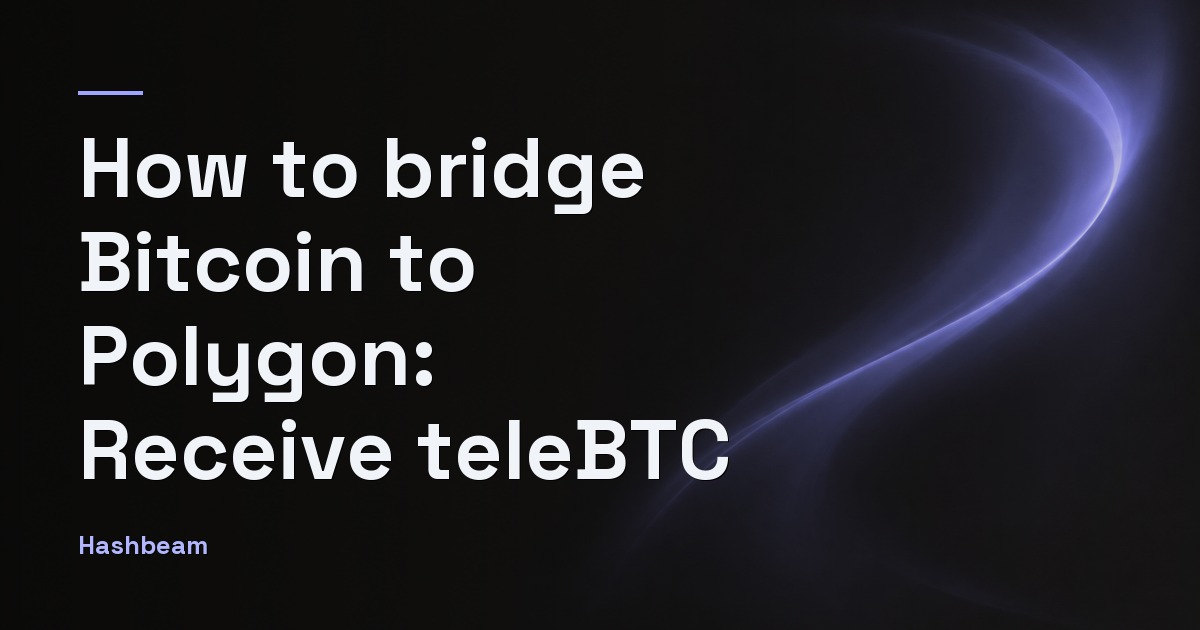 How to bridge
Bitcoin to
Polygon:
Receive teleBTC
Hashbeam